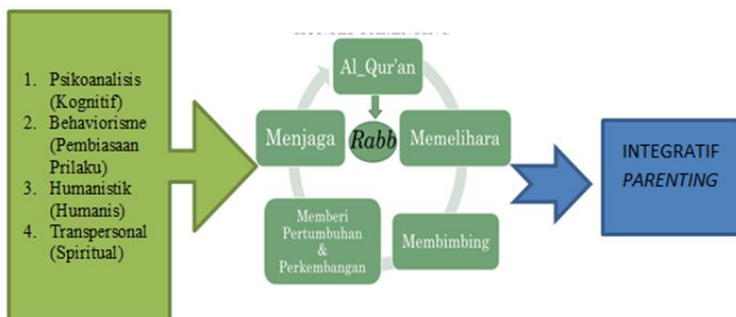 1. Psikoanalisis
(Kognitif)
2. Behaviorisme
(Pembiasaan
Prilaku)
3. Humanistik
(Humanis)
4. Transpersonal
(Spiritual)
Al_Qur'an
Menjaga
Rabb
Memelihara
Memberi
Pertumbuhan
&
Perkembangan
Membimbing
INTEGRATIF
PARENTING